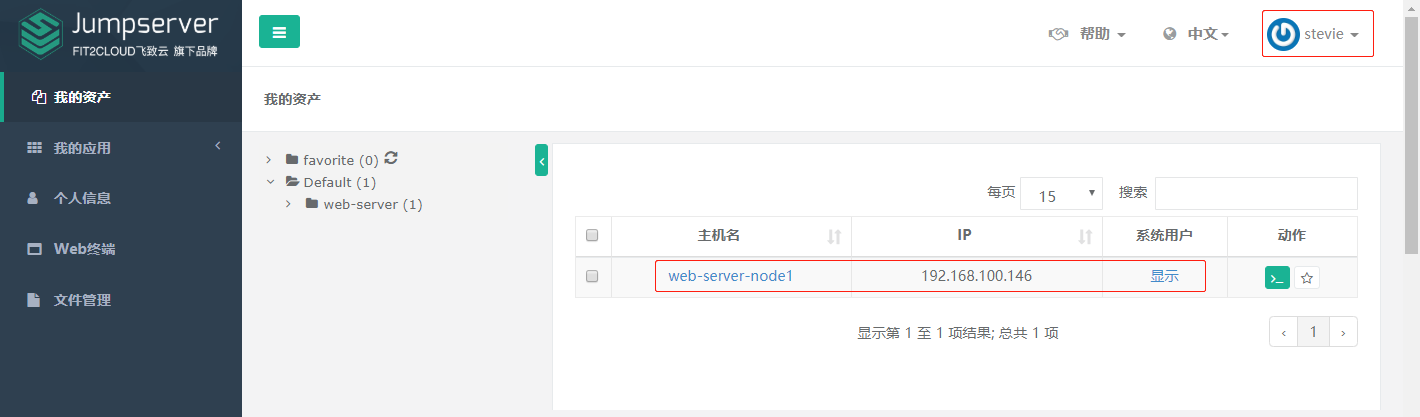 Jumpserver
FIT2CLOUD飞致云 旗下品牌
帮助
中文
stevie
我的资产
我的应用
个人信息
Web终端
文件管理
我的资产
favorite (0)
Default (1)
web-server (1)
每页 15 搜索
主机名 IP 系统用户 动作
web-server-node1 192.168.100.146 显示
显示第 1 至 1 项结果; 总共 1 项
‹ 1 ›